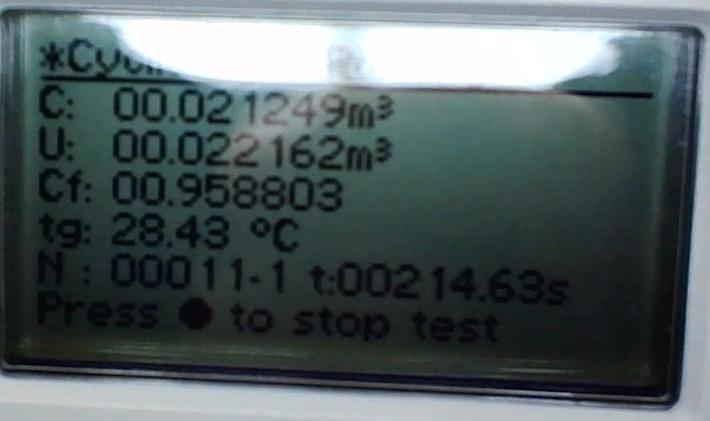 C: 00.021249m³
U: 00.022162m³
Cf: 00.958803
tg: 28.43 °C
N : 00011-1 t:00214.63s
Press ● to stop test